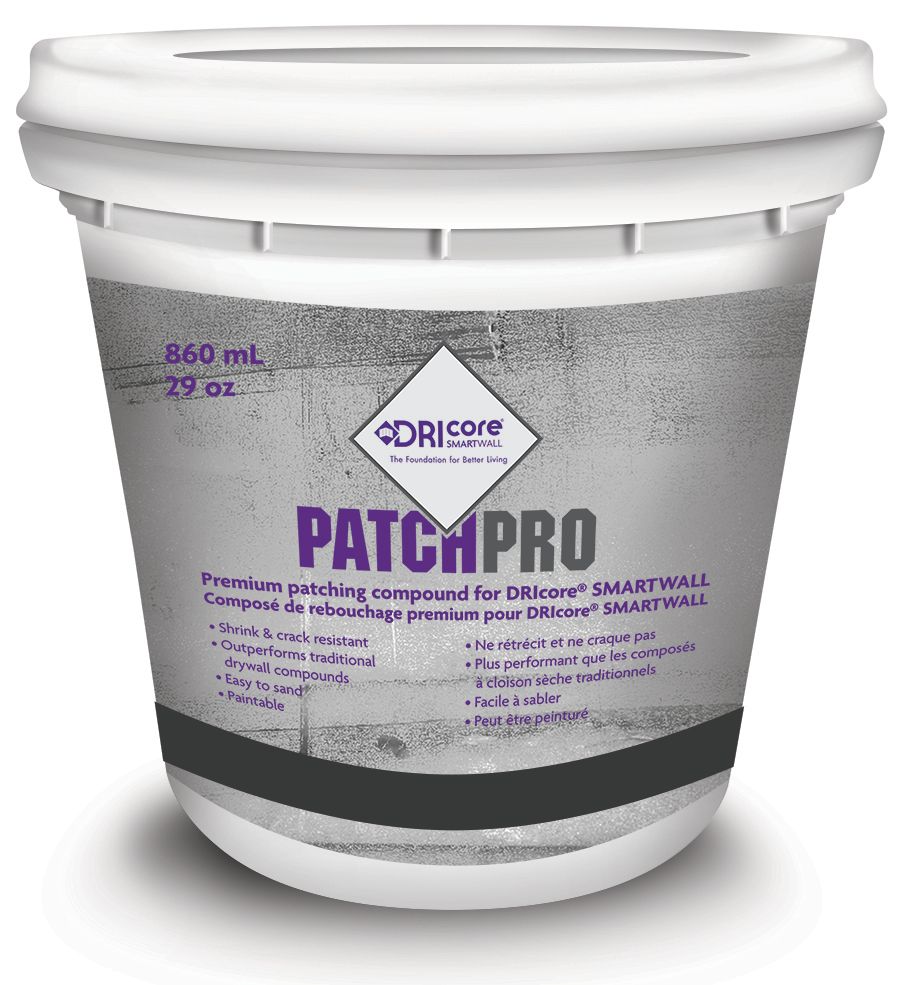 860 mL
29 oz
DRIcore®
SMARTWALL
The Foundation for Better Living
PATCHPRO
Premium patching compound for DRIcore® SMARTWALL
Composé de rebouchage premium pour DRIcore® SMARTWALL
• Shrink & crack resistant
• Outperforms traditional
drywall compounds
• Easy to sand
• Paintable
• Ne rétrécit et ne craque pas
• Plus performant que les composés
à cloison sèche traditionnels
• Facile à sabler
• Peut être peinturé